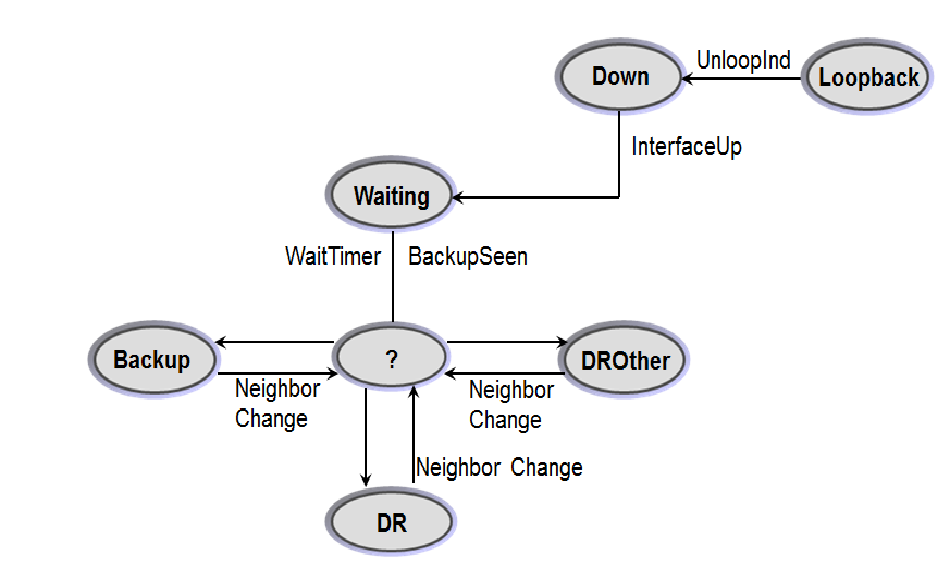 UnloopInd
Down
Loopback
InterfaceUp
Waiting
WaitTimer
BackupSeen
Backup
?
DROther
Neighbor
Change
Neighbor
Change
Neighbor Change
DR